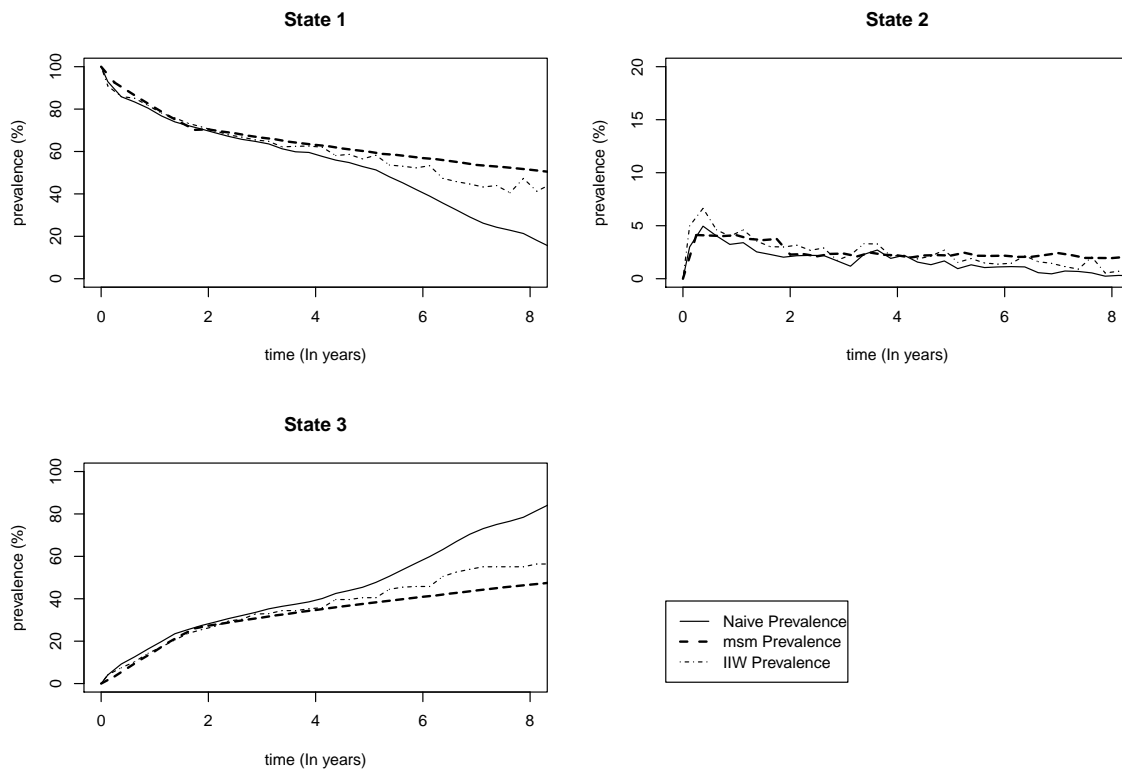 State 1
prevalence (%)
0 20 40 60 80 100
0 2 4 6 8
time (In years)
State 2
prevalence (%)
0 5 10 15 20
0 2 4 6 8
time (In years)
State 3
prevalence (%)
0 20 40 60 80 100
0 2 4 6 8
time (In years)
Naive Prevalence
msm Prevalence
IIW Prevalence